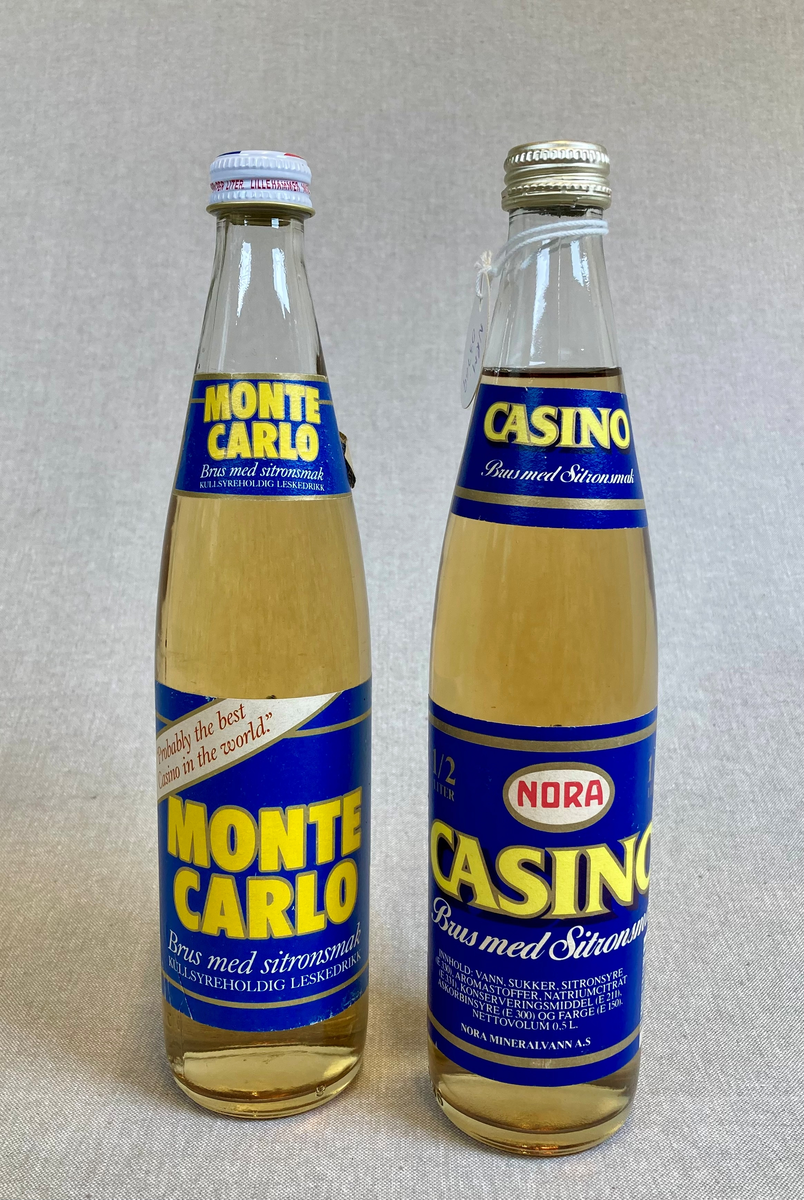 LILLEHAMMER
MONTE
CARLO
Brus med sitronsmak
KULLSYREHOLDIG LESKEDRIKK
"Probably the best
Casino in the world."
MONTE
CARLO
Brus med sitronsmak
KULLSYREHOLDIG LESKEDRIKK
CASINO
Brus med Sitronsmak
1/2
LITER
NORA
CASINO
Brus med Sitronsm
INNHOLD: VANN, SUKKER, SITRONSYRE
AROMASTOFFER, NATRIUMCITRAT
(E 331), KONSERVERINGSMIDDEL (E 211),
ASKORBINSYRE (E 300) OG FARGE (E 150).
NETTOVOLUM 0,5 L.
NORA MINERALVANN A.S